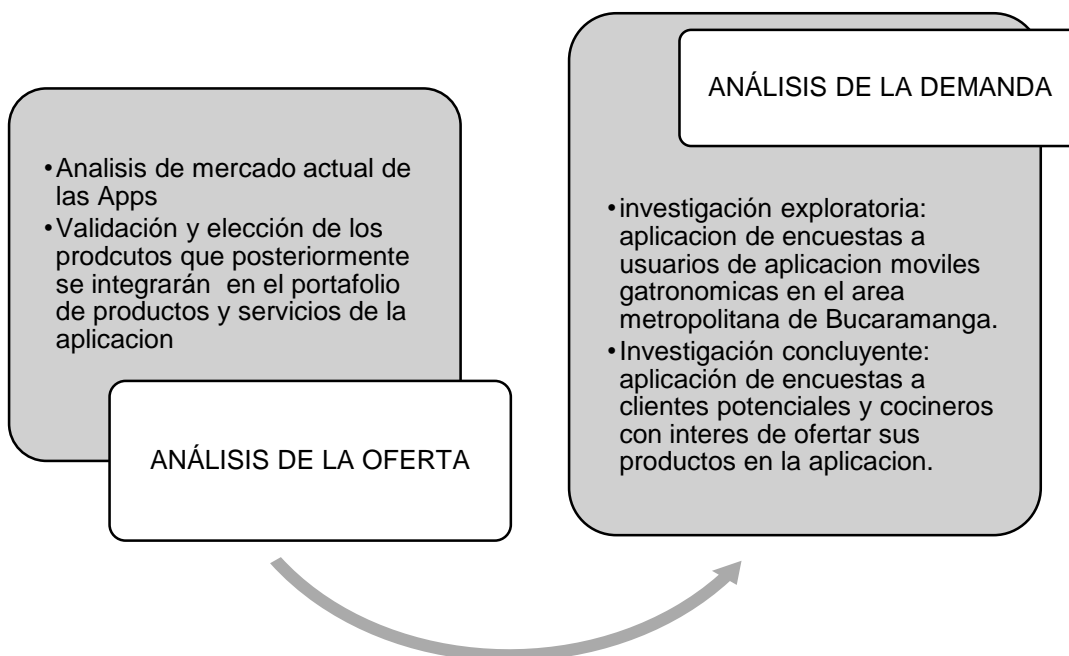 •Analisis de mercado actual de
las Apps
•Validación y elección de los
prodcutos que posteriormente
se integrarán en el portafolio
de productos y servicios de la
aplicacion
ANÁLISIS DE LA OFERTA
ANÁLISIS DE LA DEMANDA
•investigación exploratoria:
aplicacion de encuestas a
usuarios de aplicacion moviles
gatronomicas en el area
metropolitana de Bucaramanga.
•Investigación concluyente:
aplicación de encuestas a
clientes potenciales y cocineros
con interes de ofertar sus
productos en la aplicacion.